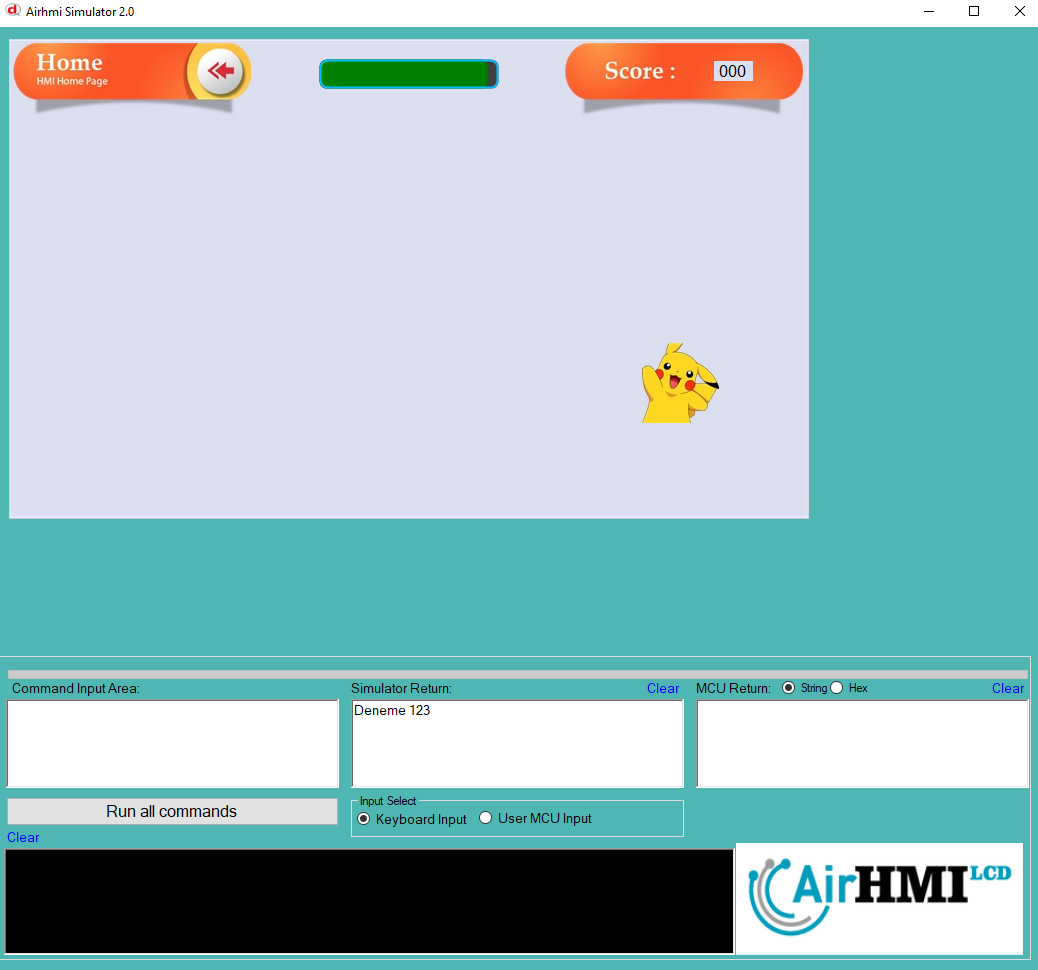 Airhmi Simulator 2.0
Home
HMI Home Page
Score :
000
Command Input Area:
Simulator Return:
Clear
MCU Return:
String
Hex
Clear
Deneme 123
Run all commands
Input Select
Keyboard Input
User MCU Input
Clear
AirHMI LCD